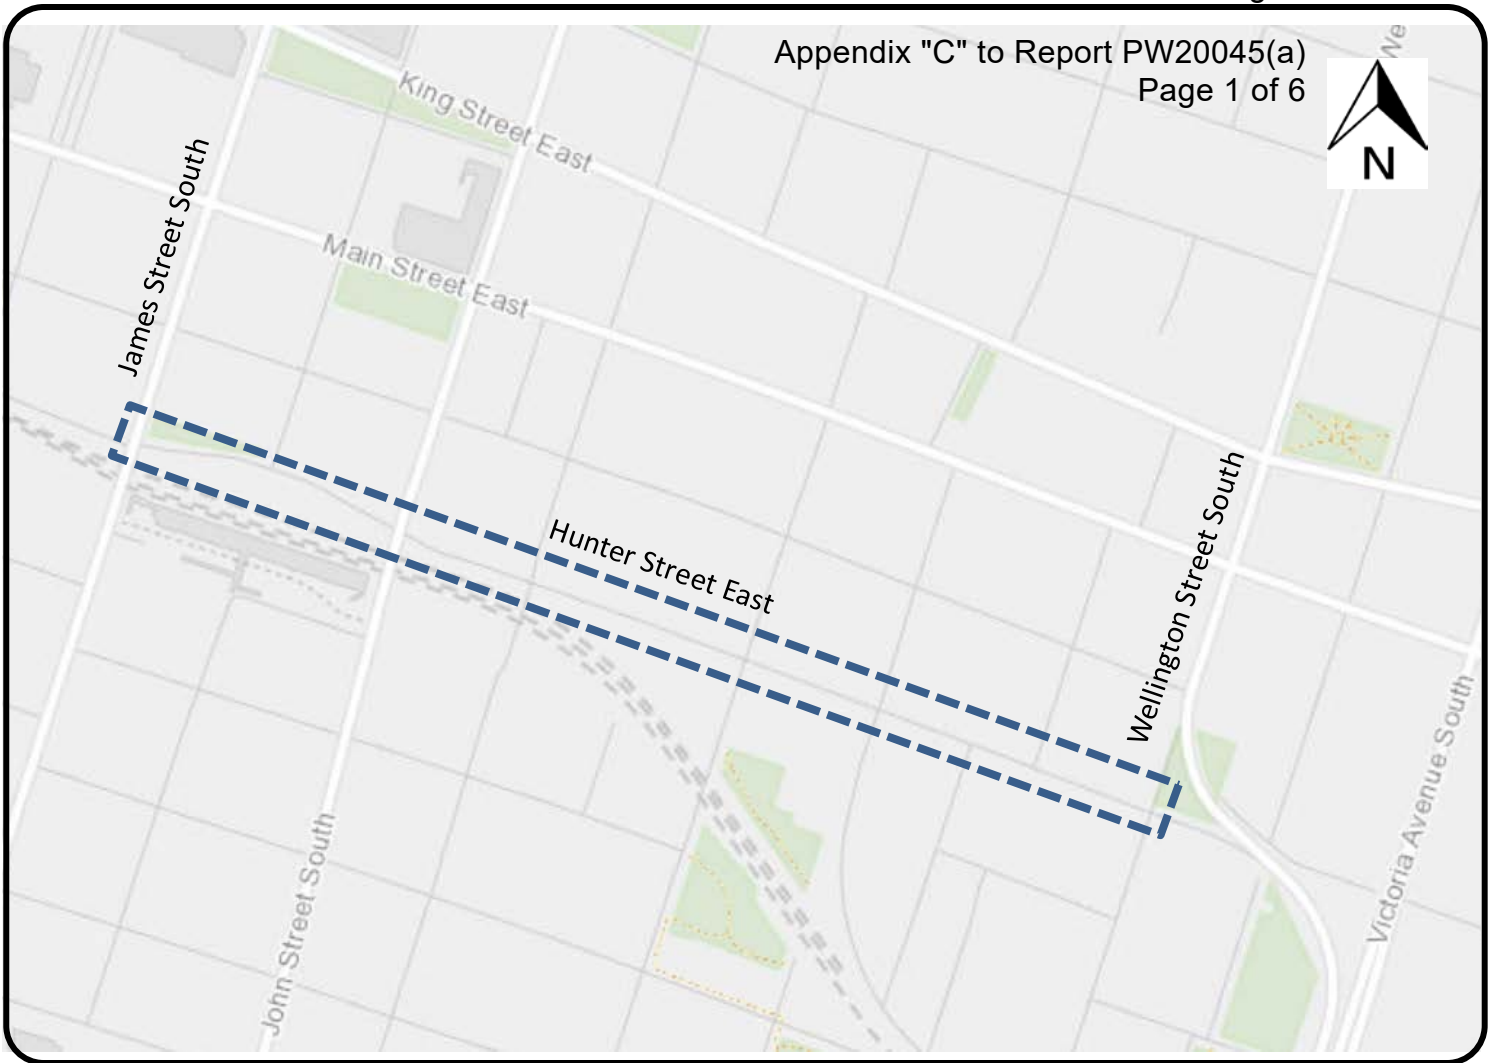 Appendix "C" to Report PW20045(a)
Page 1 of 6
N
King Street East
James Street South
Main Street East
Hunter Street East
Wellington Street South
Victoria Avenue South
John Street South